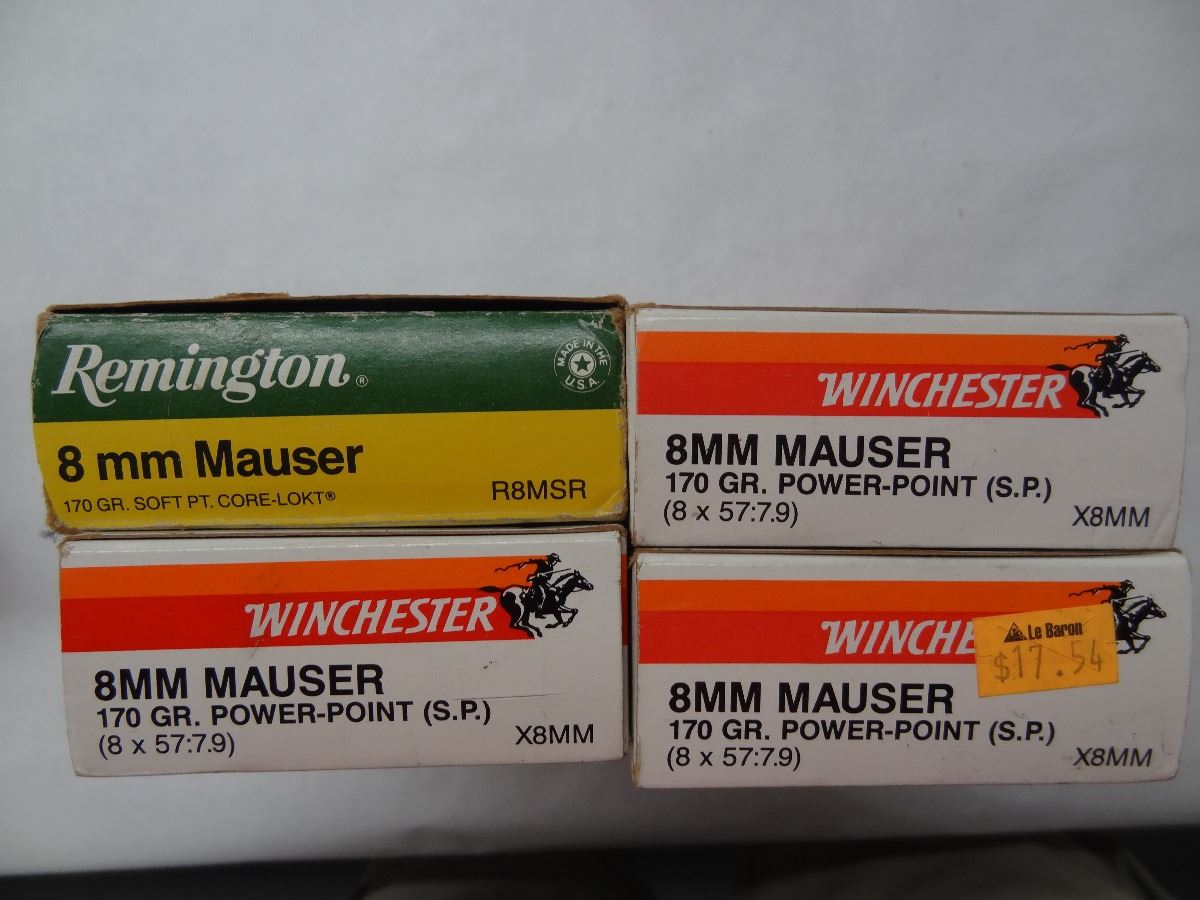 Remington®
MADE IN THE U.S.A.
8 mm Mauser
170 GR. SOFT PT. CORE-LOKT®
R8MSR
WINCHESTER
8MM MAUSER
170 GR. POWER-POINT (S.P.)
(8 x 57:7.9)
X8MM
WINCHESTER
8MM MAUSER
170 GR. POWER-POINT (S.P.)
(8 x 57:7.9)
X8MM
WINCHE
Le Baron
$17.54
8MM MAUSER
170 GR. POWER-POINT (S.P.)
(8 x 57:7.9)
X8MM